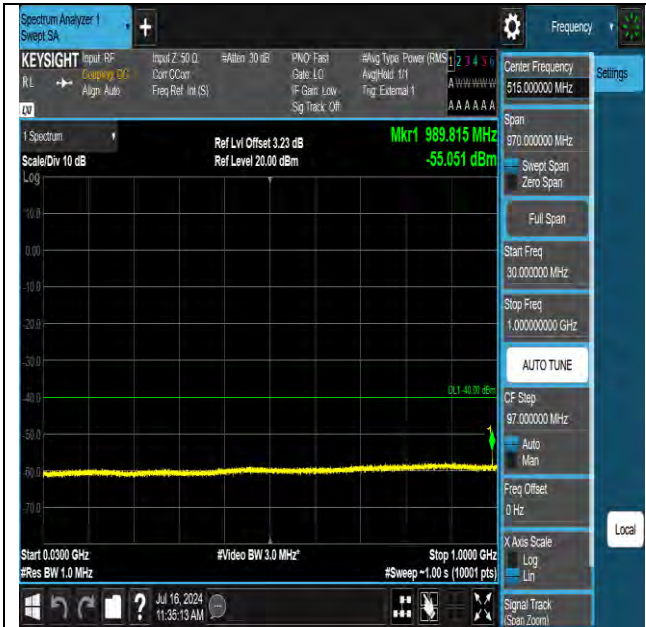 Spectrum Analyzer 1
Swept SA
+
Frequency
KEYSIGHT
RL
Input: RF
Coupling: DC
Align: Auto
Input Z: 50 Ω
Corr CCorr
Freq Ref: Int (S)
#Atten: 30 dB
PNO: Fast
Gate: LO
IF Gain: Low
Sig Track: Off
#Avg Type: Power (RMS
Avg|Hold: 1/1
Trig: External 1
1 2 3 4 5 6
A W W W W W
A A A A A A
Center Frequency
515.000000 MHz
Settings
Span
970.000000 MHz
Swept Span
Zero Span
Full Span
Start Freq
30.000000 MHz
Stop Freq
1.000000000 GHz
AUTO TUNE
CF Step
97.000000 MHz
Auto
Man
Freq Offset
0 Hz
X Axis Scale
Log
Lin
Local
Signal Track
(Span Zoom)
1 Spectrum
Scale/Div 10 dB
Ref Lvl Offset 3.23 dB
Ref Level 20.00 dBm
Mkr1 989.815 MHz
-55.051 dBm
Log
10.0
0.00
-10.0
-20.0
-30.0
-40.0
-50.0
-60.0
-70.0
DL1 -40.00 dBm
1
Start 0.0300 GHz
#Res BW 1.0 MHz
#Video BW 3.0 MHz*
Stop 1.0000 GHz
#Sweep ~1.00 s (10001 pts)
?
Jul 16, 2024
11:35:13 AM